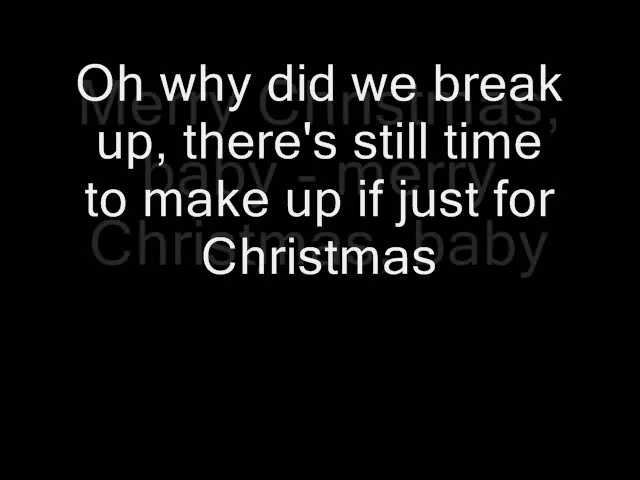 Oh why did we break
up, there's still time
to make up if just for
Christmas
Merry Christmas,
baby - merry
Christmas, baby